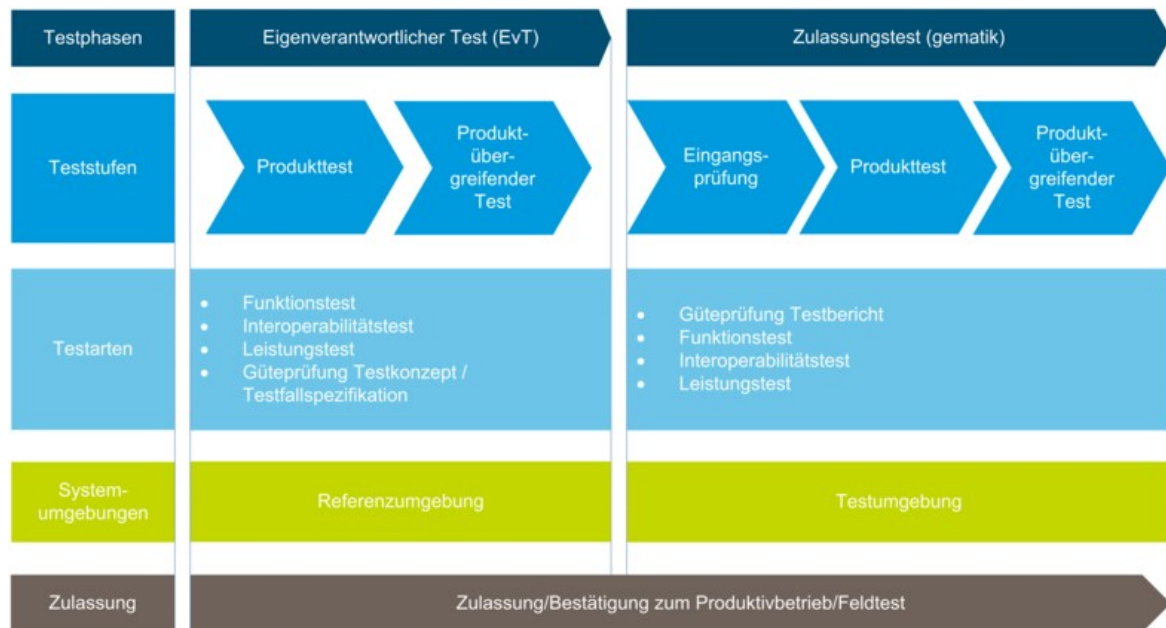 Testphasen
Eigenverantwortlicher Test (EvT)
Zulassungstest (gematik)
Teststufen
Produkttest
Produkt-
über-
greifender
Test
Eingangs-
prüfung
Produkttest
Produkt-
über-
greifender
Test
Testarten
• Funktionstest
• Interoperabilitätstest
• Leistungstest
• Güteprüfung Testkonzept /
Testfallspezifikation
• Güteprüfung Testbericht
• Funktionstest
• Interoperabilitätstest
• Leistungstest
System-
umgebungen
Referenzumgebung
Testumgebung
Zulassung
Zulassung/Bestätigung zum Produktivbetrieb/Feldtest